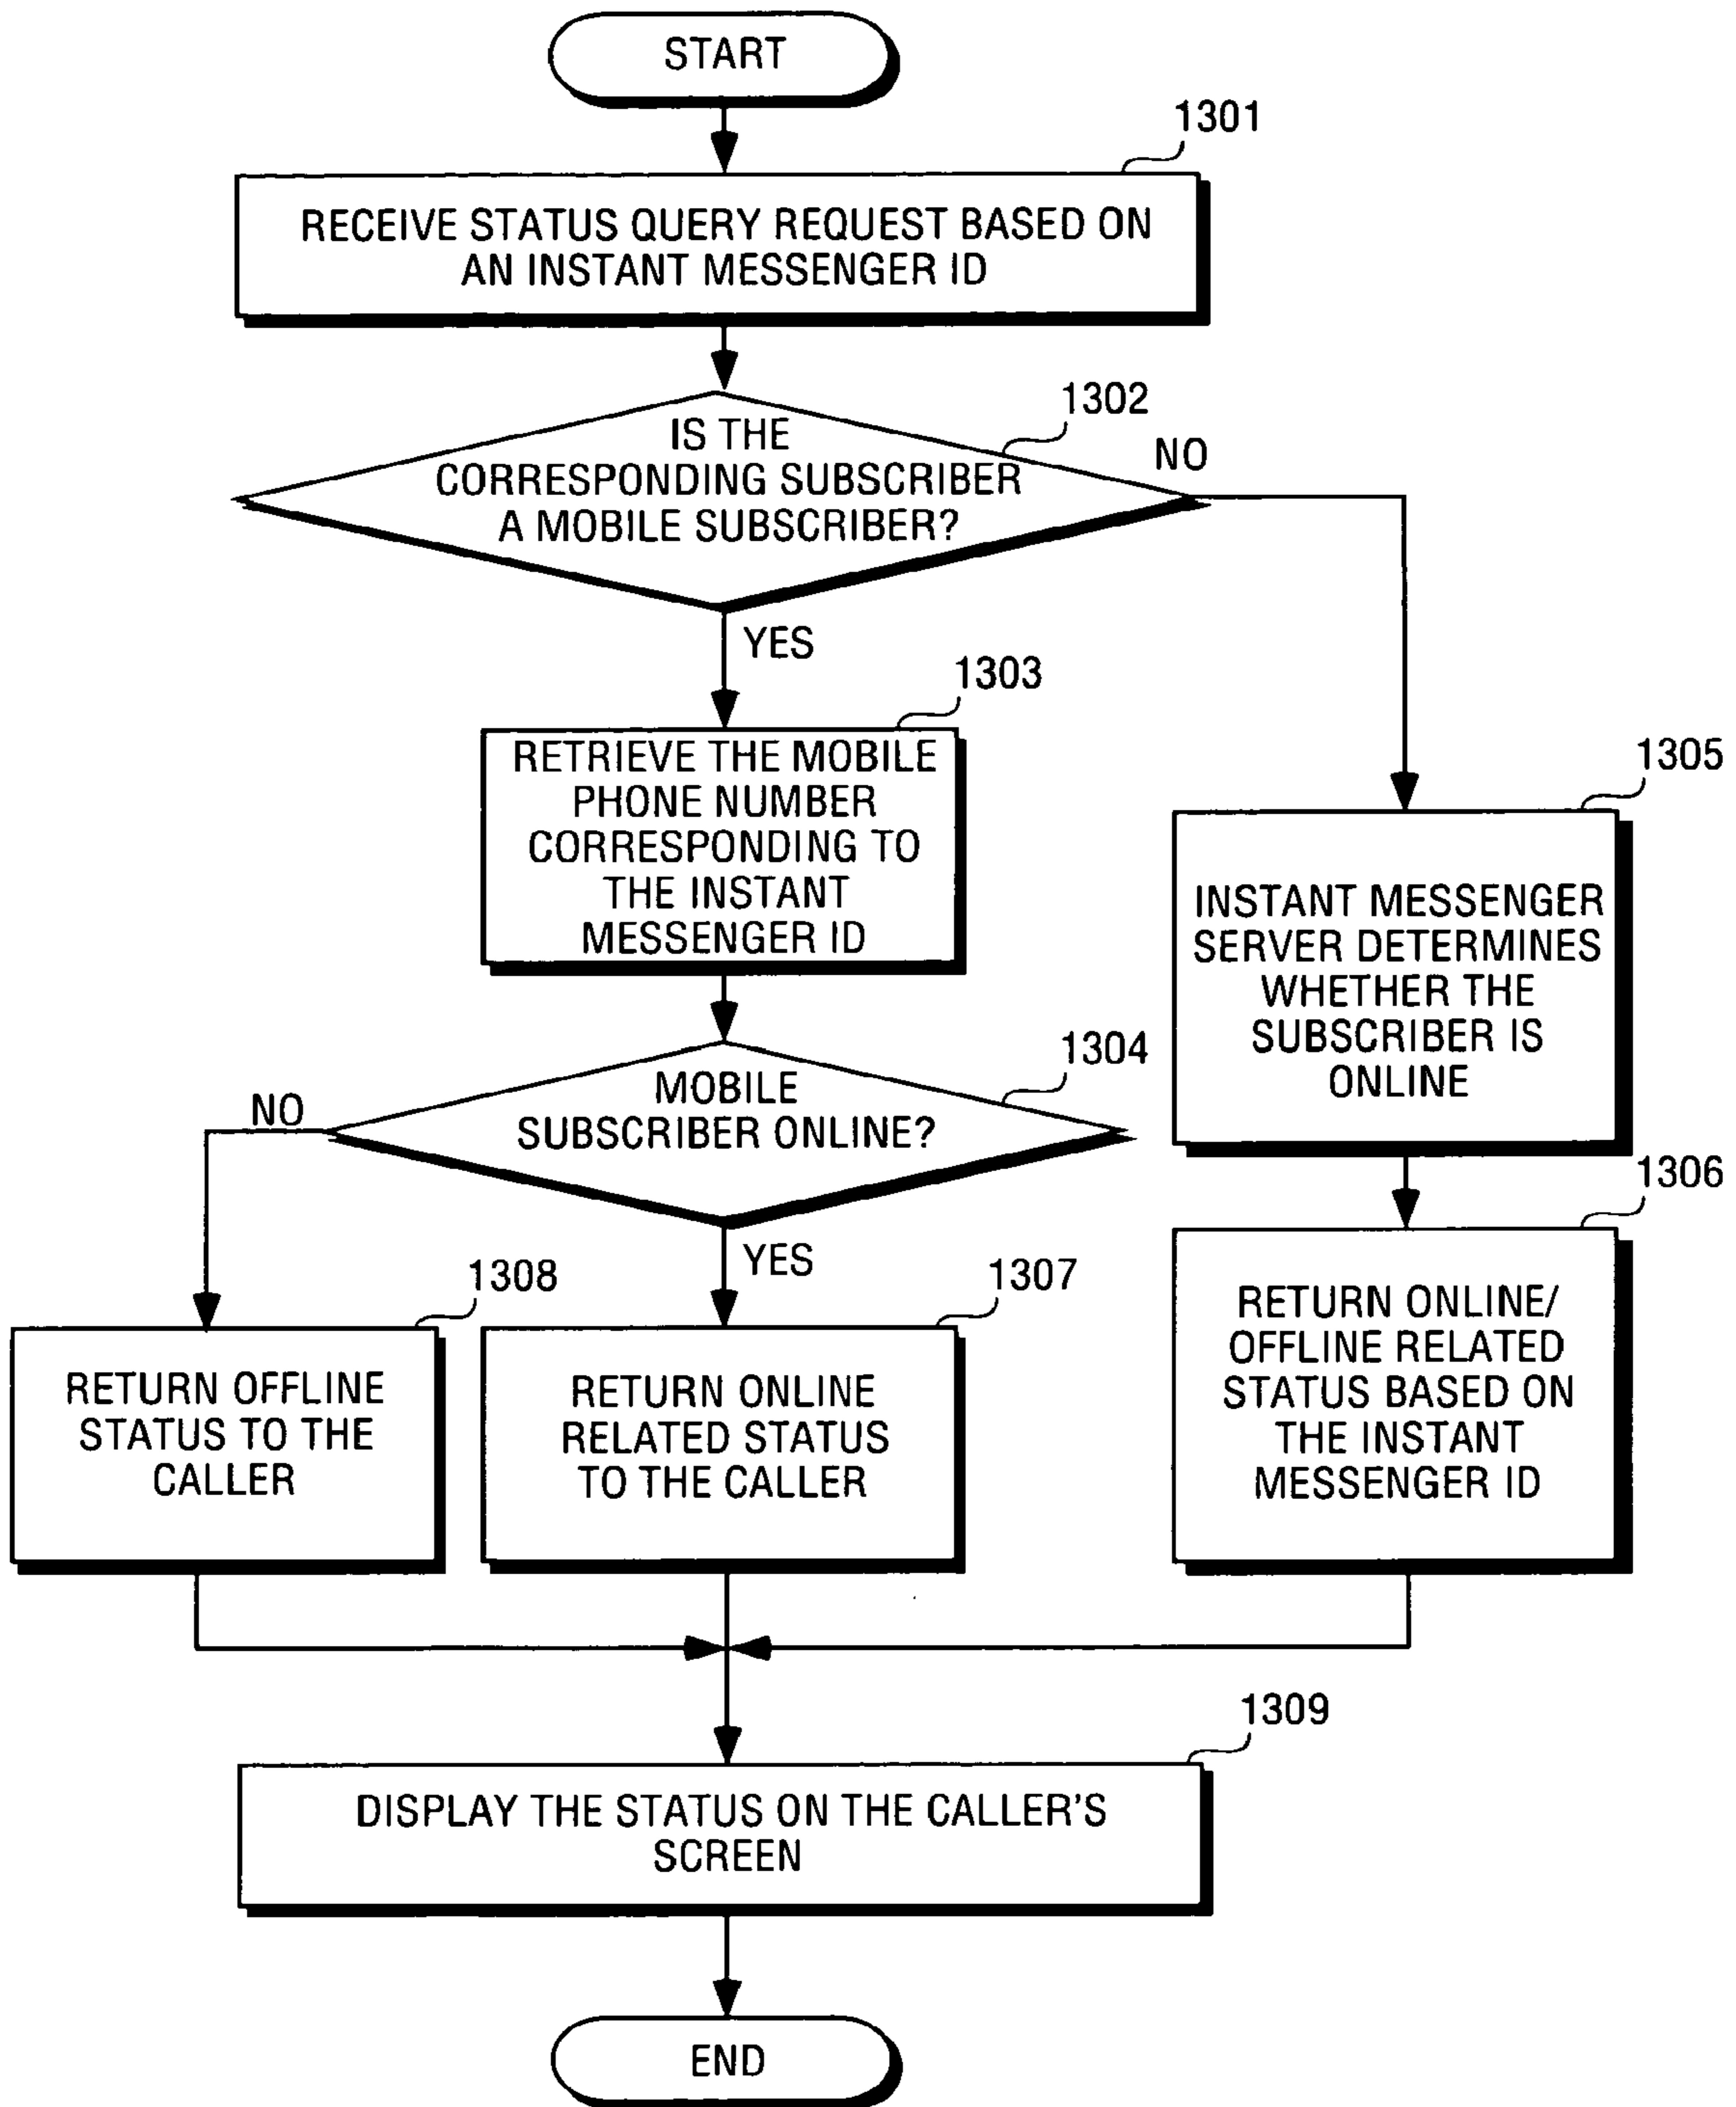 START
1301
RECEIVE STATUS QUERY REQUEST BASED ON
AN INSTANT MESSENGER ID
1302
IS THE
CORRESPONDING SUBSCRIBER
A MOBILE SUBSCRIBER?
NO
YES
1303
RETRIEVE THE MOBILE
PHONE NUMBER
CORRESPONDING TO
THE INSTANT
MESSENGER ID
1305
INSTANT MESSENGER
SERVER DETERMINES
WHETHER THE
SUBSCRIBER IS
ONLINE
1304
MOBILE
SUBSCRIBER ONLINE?
NO
YES
1306
RETURN ONLINE/
OFFLINE RELATED
STATUS BASED ON
THE INSTANT
MESSENGER ID
1308
RETURN OFFLINE
STATUS TO THE
CALLER
1307
RETURN ONLINE
RELATED STATUS
TO THE CALLER
1309
DISPLAY THE STATUS ON THE CALLER'S
SCREEN
END